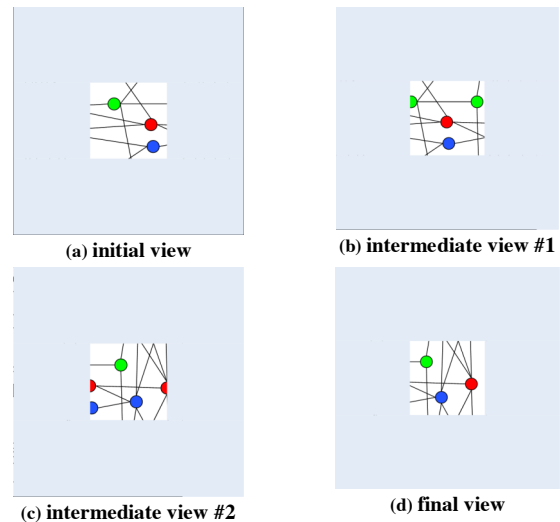 (a) initial view
(b) intermediate view #1
(c) intermediate view #2
(d) final view